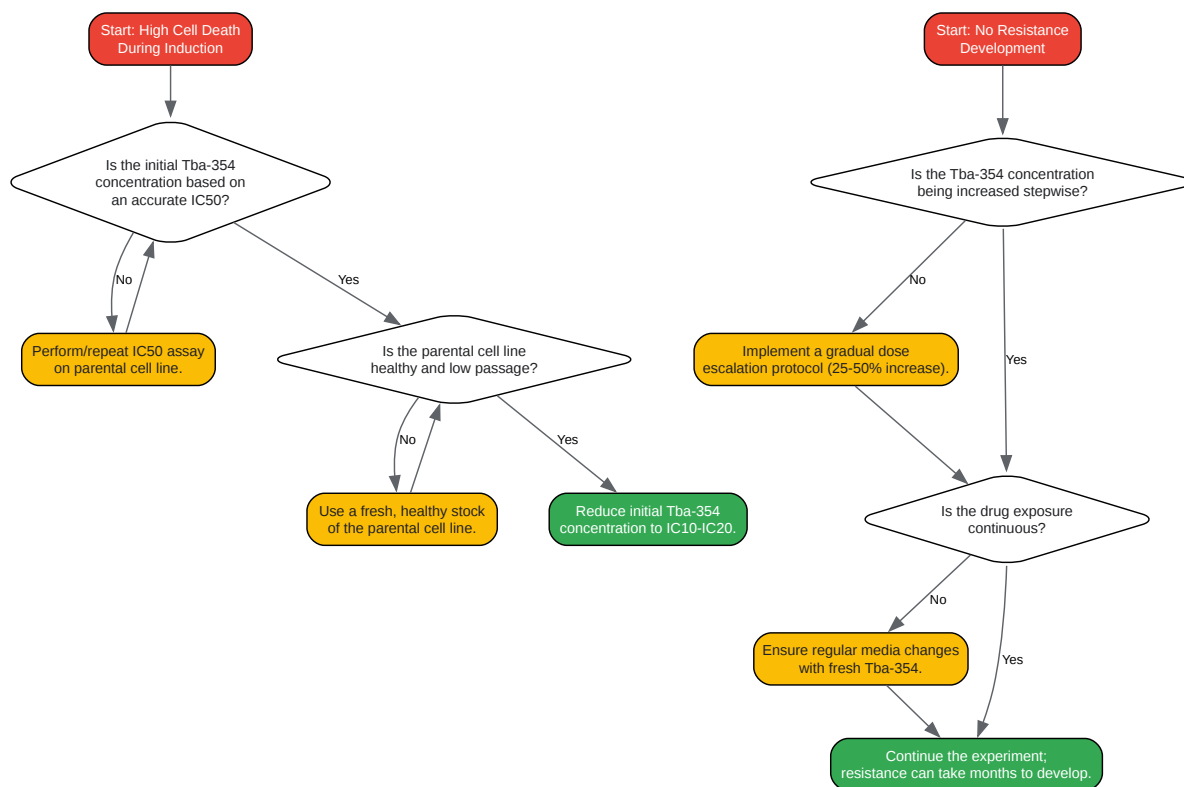 Start: High Cell Death
During Induction
Is the initial Tba-354
concentration based on
an accurate IC50?
No
Yes
Perform/repeat IC50 assay
on parental cell line.
Is the parental cell line
healthy and low passage?
No
Yes
Use a fresh, healthy stock
of the parental cell line.
Reduce initial Tba-354
concentration to IC10-IC20.
Start: No Resistance
Development
Is the Tba-354 concentration
being increased stepwise?
No
Yes
Implement a gradual dose
escalation protocol (25-50% increase).
Is the drug exposure
continuous?
No
Yes
Ensure regular media changes
with fresh Tba-354.
Continue the experiment;
resistance can take months to develop.